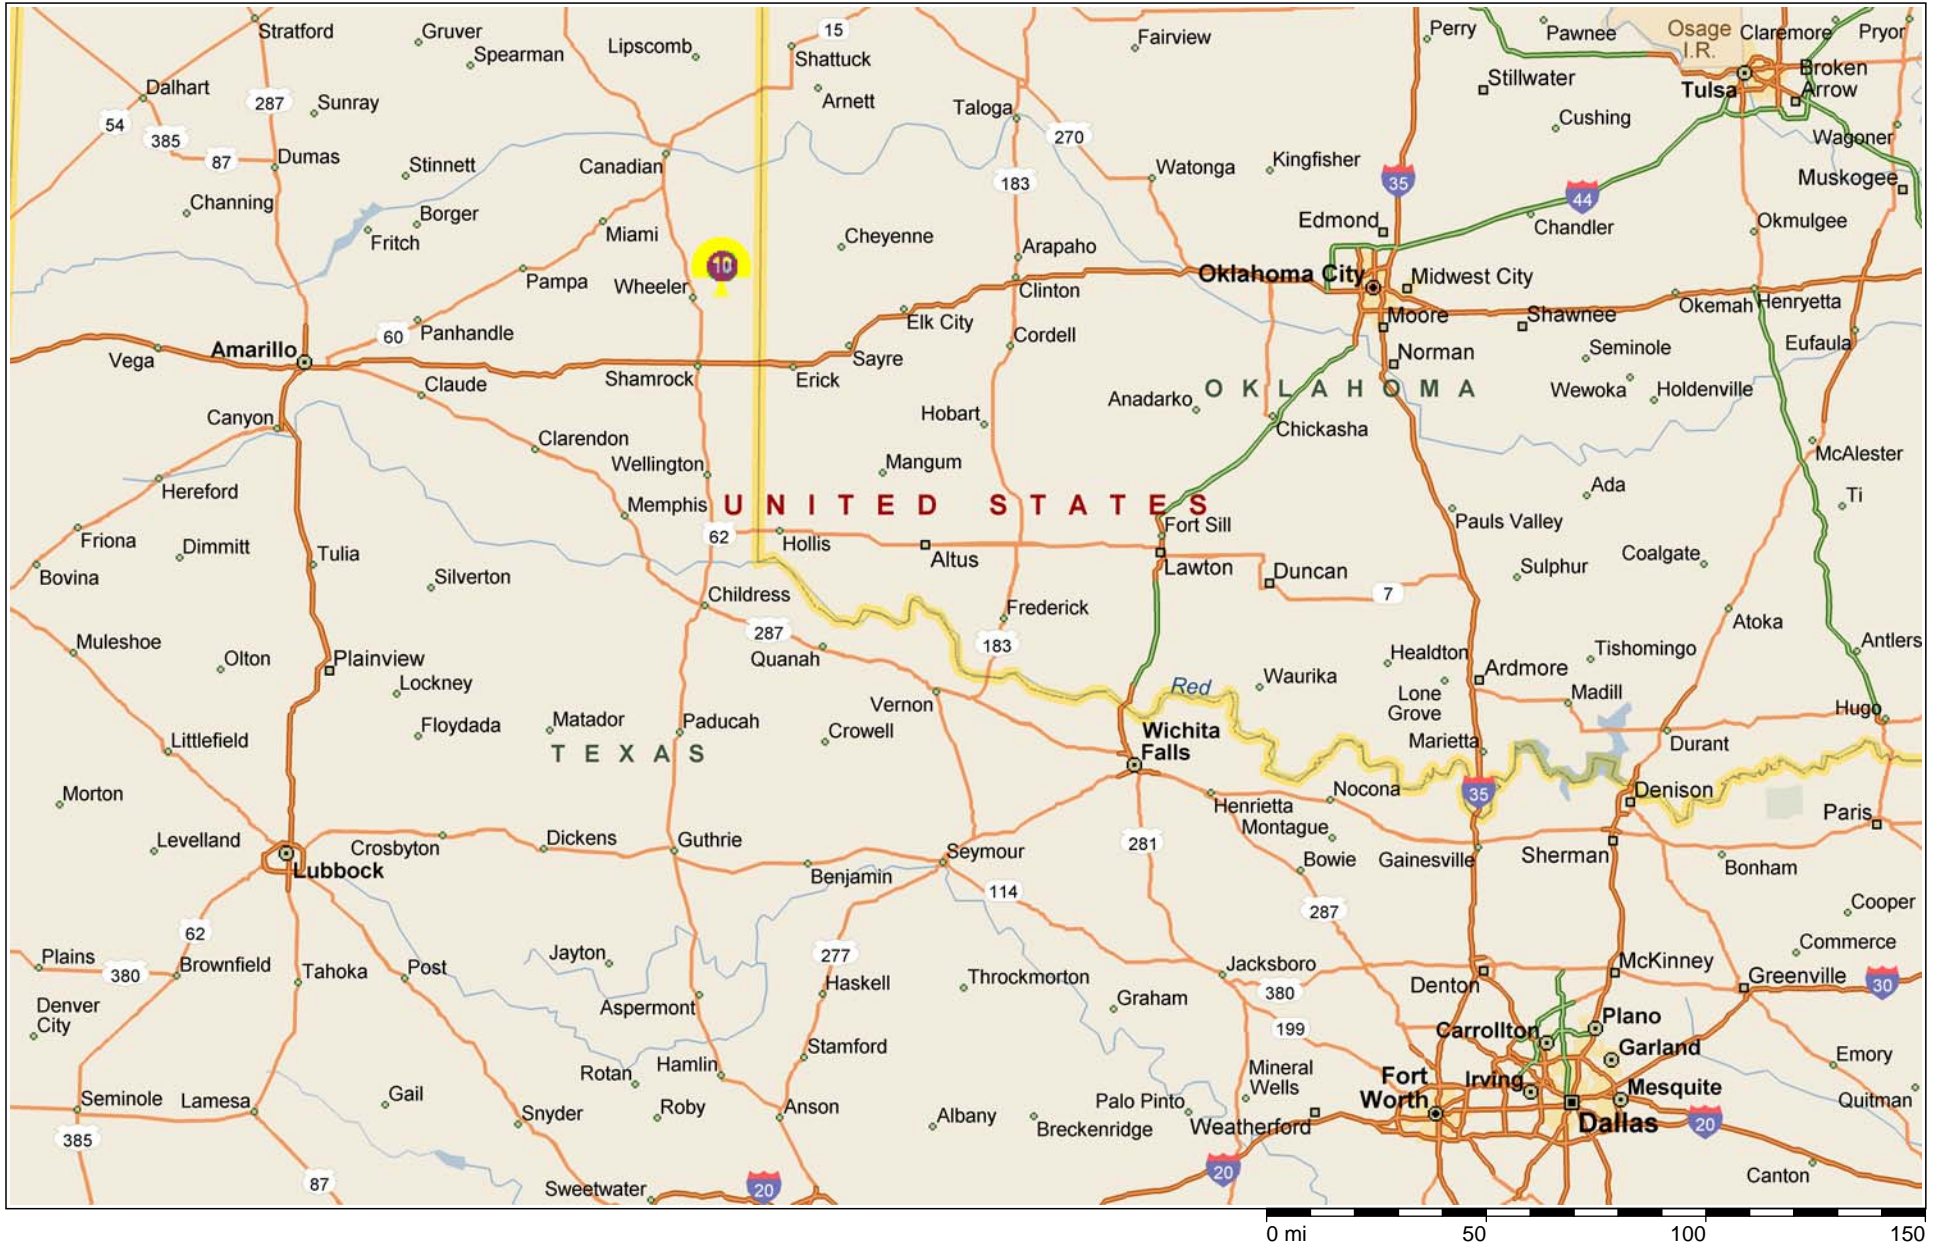 Stratford
Gruver
Spearman
Lipscomb
15
Shattuck
Fairview
Perry
Pawnee
Osage
I.R.
Claremore
Pryor
Dalhart
287
Sunray
Arnett
Taloga
Stillwater
Tulsa
Broken
Arrow
54
385
87
Dumas
Stinnett
Canadian
270
Cushing
Wagoner
Channing
Borger
Fritch
Miami
183
Watonga
Kingfisher
35
44
Muskogee
Cheyenne
Arapaho
Edmond
Chandler
Okmulgee
Pampa
Wheeler
10
Clinton
Oklahoma City
Midwest City
Okemah
Henryetta
60
Panhandle
Elk City
Cordell
Moore
Shawnee
Vega
Amarillo
Sayre
Norman
Seminole
Eufaula
Claude
Shamrock
Erick
OKLAHOMA
Wewoka
Holdenville
Canyon
Hobart
Anadarko
Chickasha
Clarendon
Wellington
Mangum
McAlester
Hereford
Memphis
UNITED STATES
Ada
Ti
Friona
Dimmitt
Tulia
62
Hollis
Altus
Fort Sill
Pauls Valley
Bovina
Silverton
Lawton
Duncan
Sulphur
Coalgate
Childress
7
Muleshoe
287
Quanah
Frederick
183
Atoka
Olton
Plainview
Lockney
Healdton
Ardmore
Tishomingo
Antlers
Red
Waurika
Lone
Grove
Madill
Littlefield
Floydada
Matador
Paducah
Vernon
Crowell
Hugo
TEXAS
Wichita
Falls
Marietta
Durant
Morton
Henrietta
Nocona
35
Denison
Paris
Levelland
Lubbock
Crosbyton
Dickens
Guthrie
Benjamin
Seymour
281
Montague
Bowie
Gainesville
Sherman
Bonham
114
287
Cooper
62
Plains
380
Brownfield
Tahoka
Post
Jayton
277
Haskell
Throckmorton
Jacksboro
380
Denton
McKinney
Commerce
Greenville
30
Denver
City
Aspermont
Graham
199
Carrollton
Plano
Garland
Stamford
Rotan
Hamlin
Mineral
Wells
Fort
Worth
Irving
Mesquite
Emory
Seminole
Lamesa
Gail
Snyder
Roby
Anson
Albany
Breckenridge
Palo Pinto
Weatherford
Dallas
20
Quitman
385
87
Sweetwater
20
20
Canton
0 mi
50
100
150